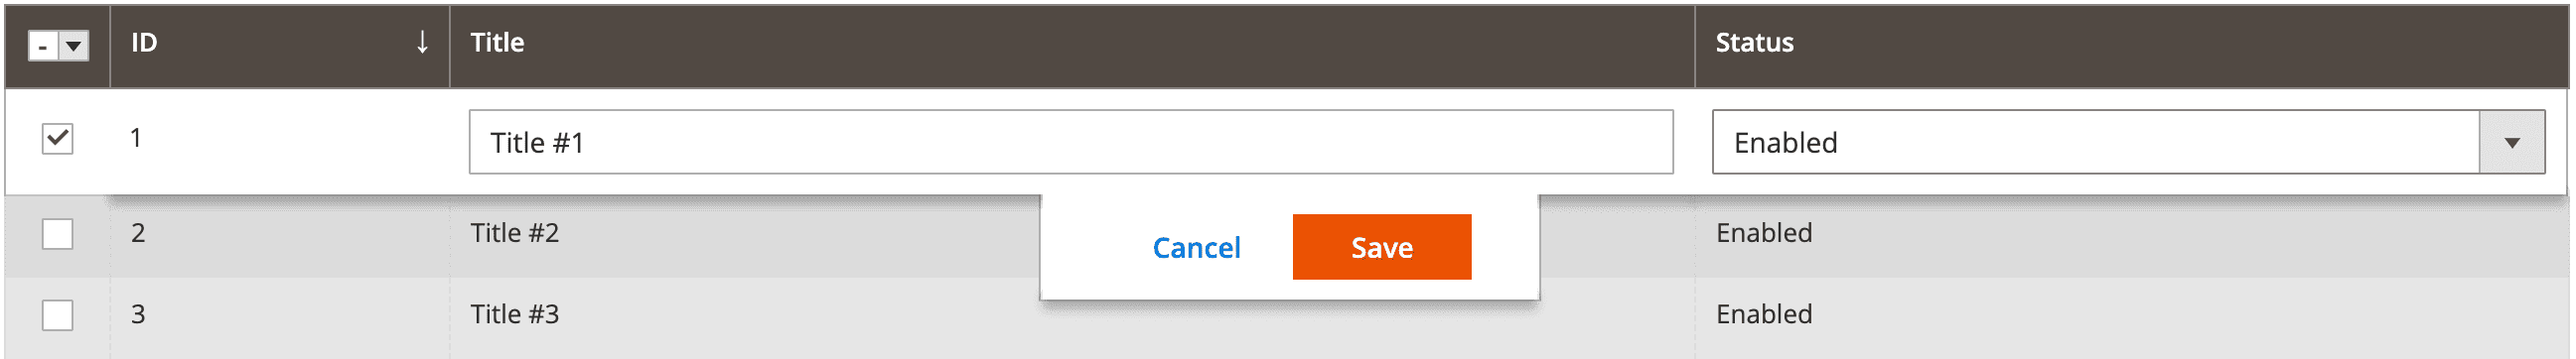 ID ↓ Title Status
1 Title #1 Enabled
2 Title #2 Enabled
Cancel Save
3 Title #3 Enabled